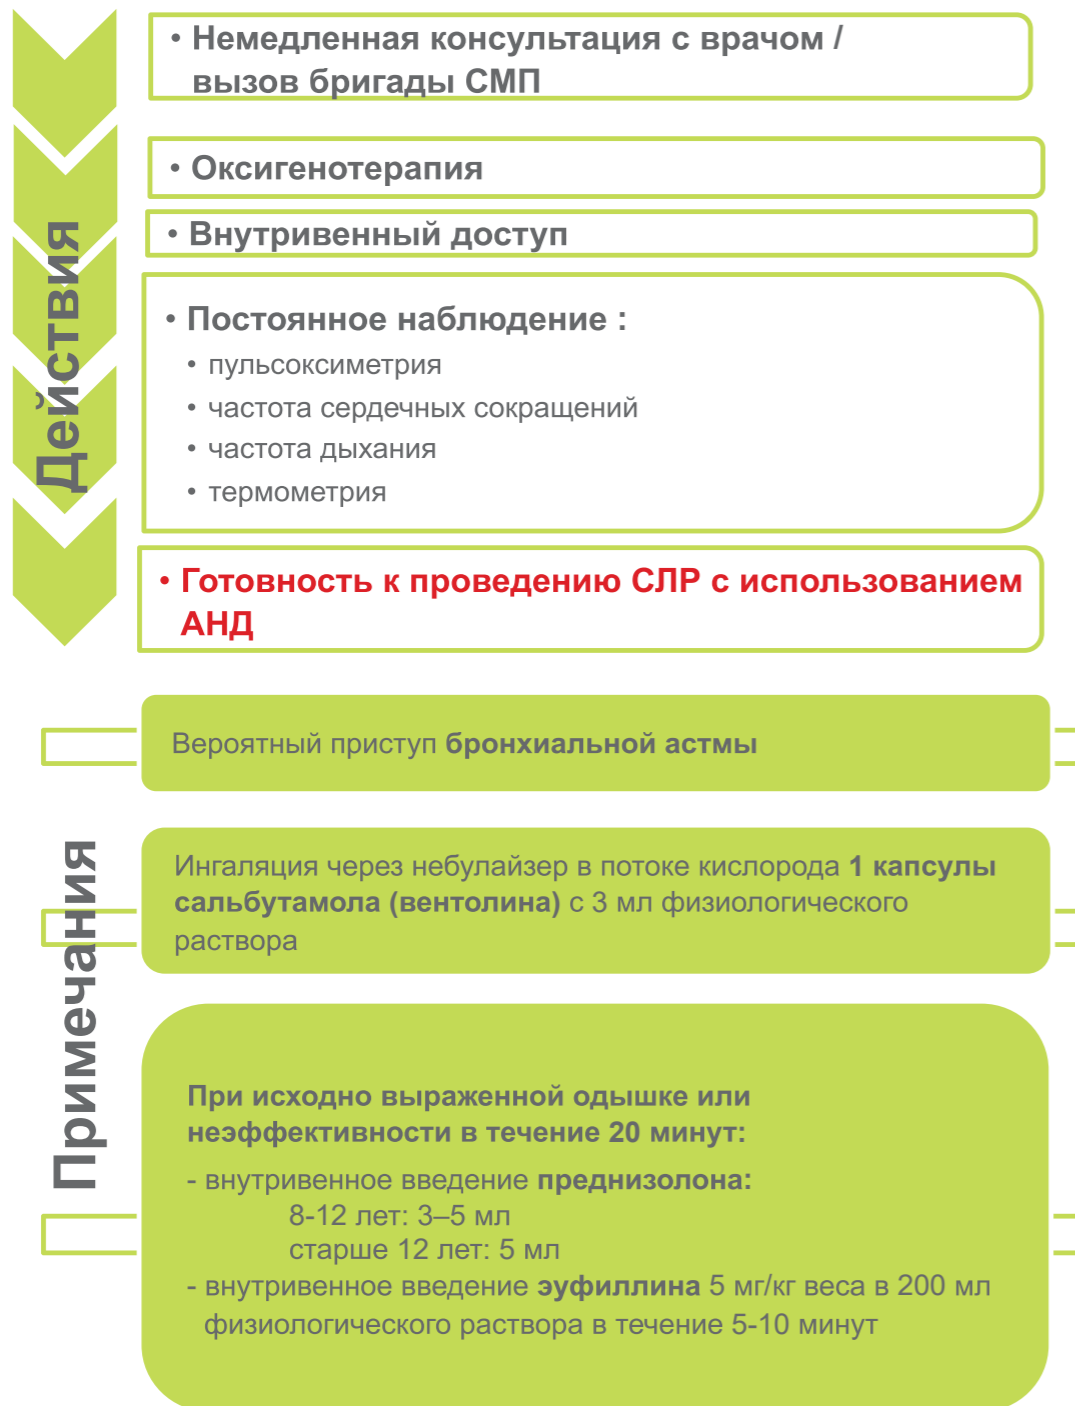 Действия
• Немедленная консультация с врачом /
вызов бригады СМП
• Оксигенотерапия
• Внутривенный доступ
• Постоянное наблюдение :
• пульсоксиметрия
• частота сердечных сокращений
• частота дыхания
• термометрия
• Готовность к проведению СЛР с использованием
АНД
Примечания
Вероятный приступ бронхиальной астмы
Ингаляция через небулайзер в потоке кислорода 1 капсулы
сальбутамола (вентолина) с 3 мл физиологического
раствора
При исходно выраженной одышке или
неэффективности в течение 20 минут:
- внутривенное введение преднизолона:
8-12 лет: 3–5 мл
старше 12 лет: 5 мл
- внутривенное введение эуфиллина 5 мг/кг веса в 200 мл
физиологического раствора в течение 5-10 минут